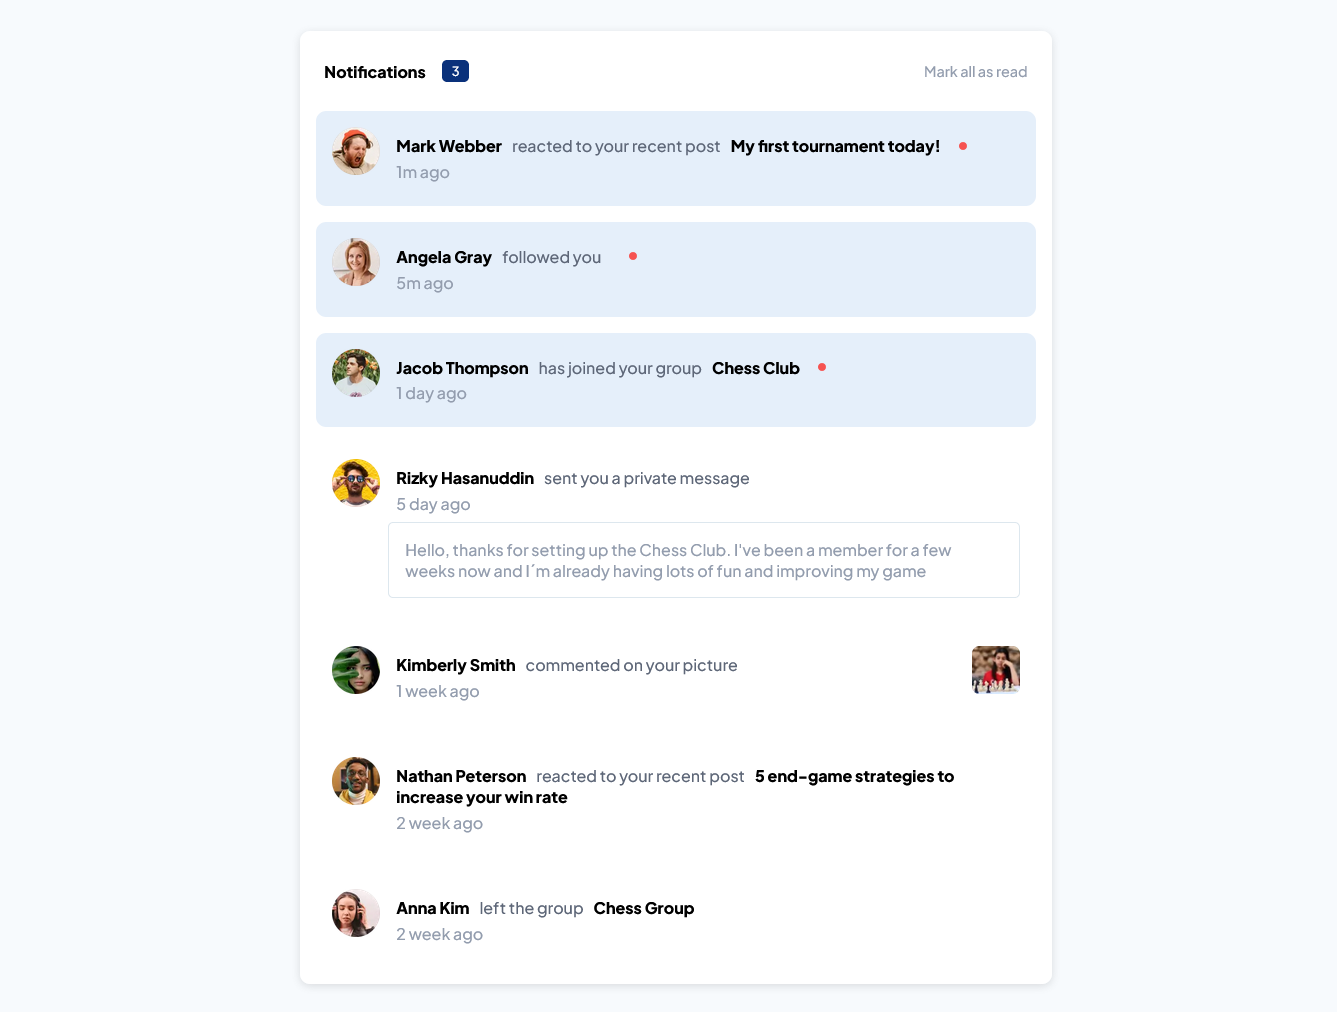 Notifications 3 Mark all as read
Mark Webber reacted to your recent post My first tournament today!
1m ago
Angela Gray followed you
5m ago
Jacob Thompson has joined your group Chess Club
1 day ago
Rizky Hasanuddin sent you a private message
5 day ago
Hello, thanks for setting up the Chess Club. I've been a member for a few
weeks now and I´m already having lots of fun and improving my game
Kimberly Smith commented on your picture
1 week ago
Nathan Peterson reacted to your recent post 5 end-game strategies to
increase your win rate
2 week ago
Anna Kim left the group Chess Group
2 week ago